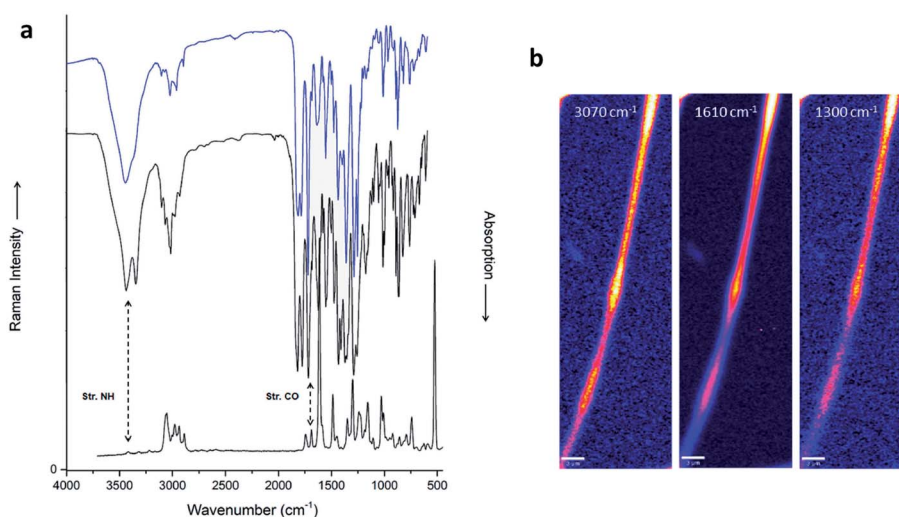 a
b
Raman Intensity
Absorption
Str. NH
Str. CO
0
4000 3500 3000 2500 2000 1500 1000 500
Wavenumber (cm⁻¹)
3070 cm⁻¹
1610 cm⁻¹
1300 cm⁻¹